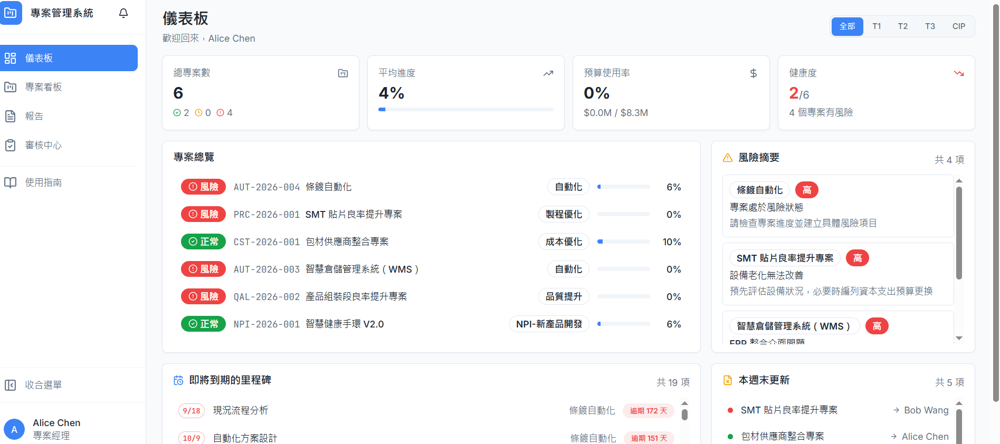 專案管理系統
儀表板
專案看板
報告
審核中心
使用指南
收合選單
A
Alice Chen
專案經理
儀表板
歡迎回來，Alice Chen
全部 T1 T2 T3 CIP
總專案數
6
2 0 4
平均進度
4%
預算使用率
0%
$0.0M / $8.3M
健康度
2/6
4 個專案有風險
專案總覽
風險 AUT-2026-004 條鍍自動化 自動化 6%
風險 PRC-2026-001 SMT 貼片良率提升專案 製程優化 0%
正常 CST-2026-001 包材供應商整合專案 成本優化 10%
風險 AUT-2026-003 智慧倉儲管理系統（WMS） 自動化 0%
風險 QAL-2026-002 產品組裝段良率提升專案 品質提升 0%
正常 NPI-2026-001 智慧健康手環 V2.0 NPI-新產品開發 6%
風險摘要 共 4 項
條鍍自動化 高
專案處於風險狀態
請檢查專案進度並建立具體風險項目
SMT 貼片良率提升專案 高
設備老化無法改善
預先評估設備狀況，必要時編列資本支出預算更換
智慧倉儲管理系統（WMS） 高
ERP 整合介面問題
即將到期的里程碑 共 19 項
9/18 現況流程分析 條鍍自動化 逾期 172 天
10/9 自動化方案設計 條鍍自動化 逾期 151 天
本週末更新 共 5 項
SMT 貼片良率提升專案 → Bob Wang
包材供應商整合專案 → Alice Chen